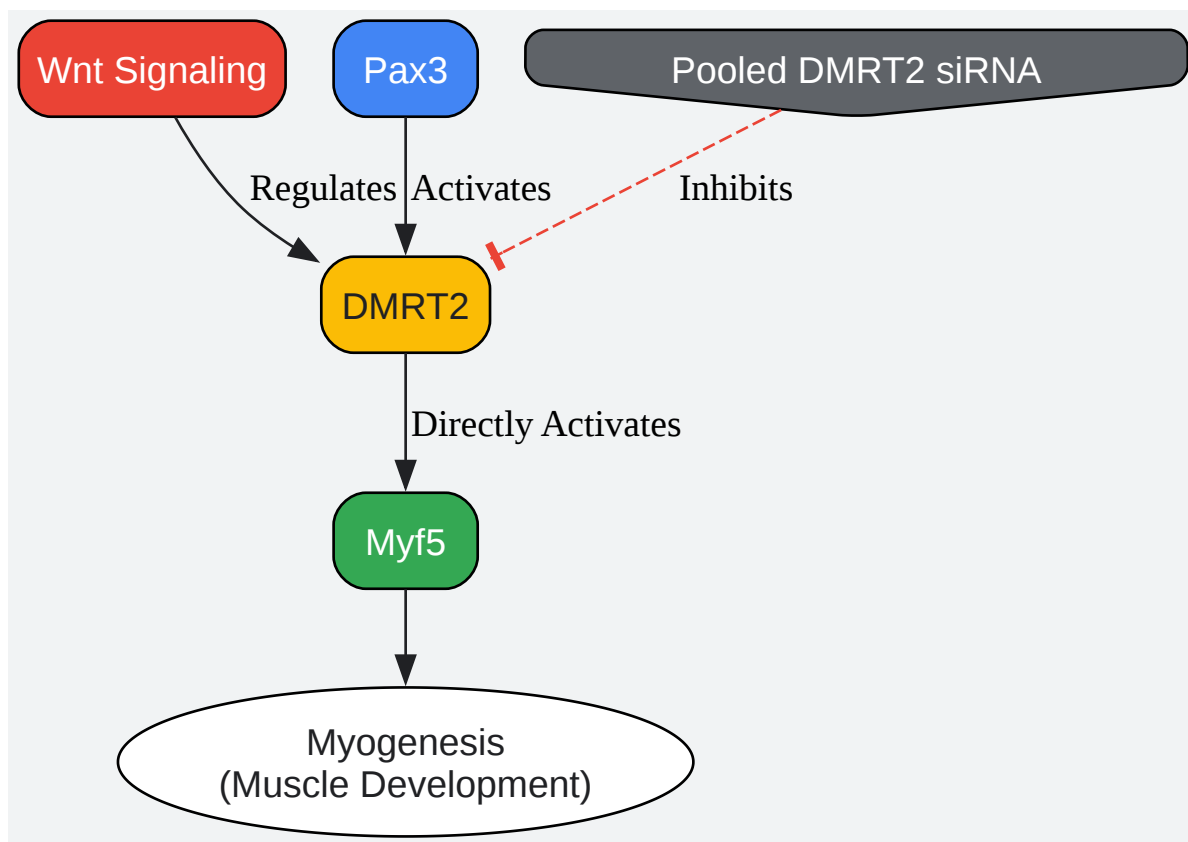 Wnt Signaling
Pax3
Pooled DMRT2 siRNA
Regulates
Activates
Inhibits
DMRT2
Directly Activates
Myf5
Myogenesis
(Muscle Development)